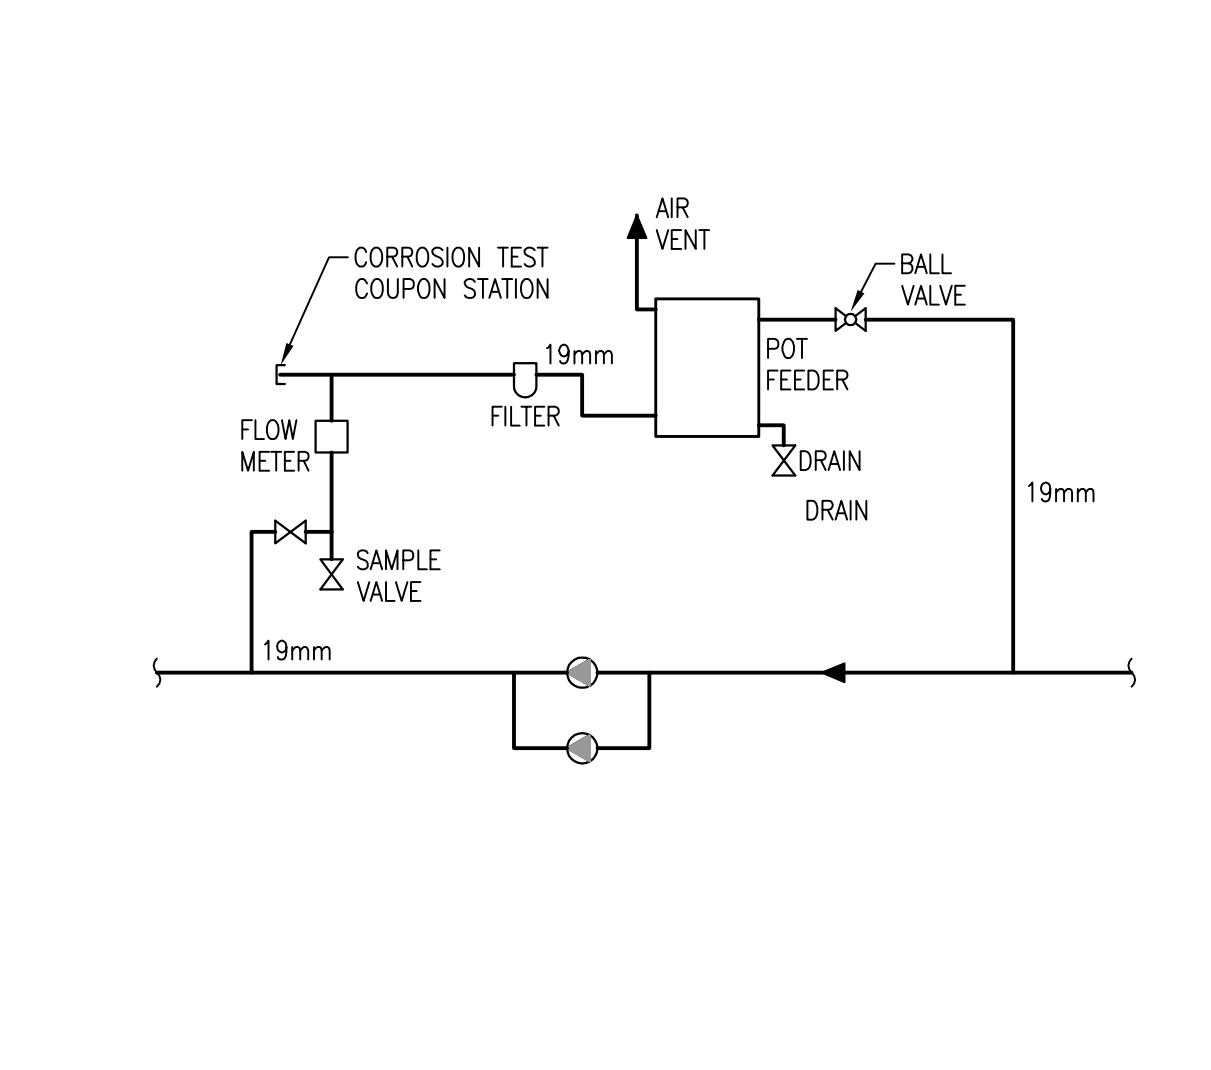 AIR
VENT
CORROSION TEST
COUPON STATION
BALL
VALVE
19mm
POT
FEEDER
FILTER
FLOW
METER
DRAIN
19mm
DRAIN
SAMPLE
VALVE
19mm